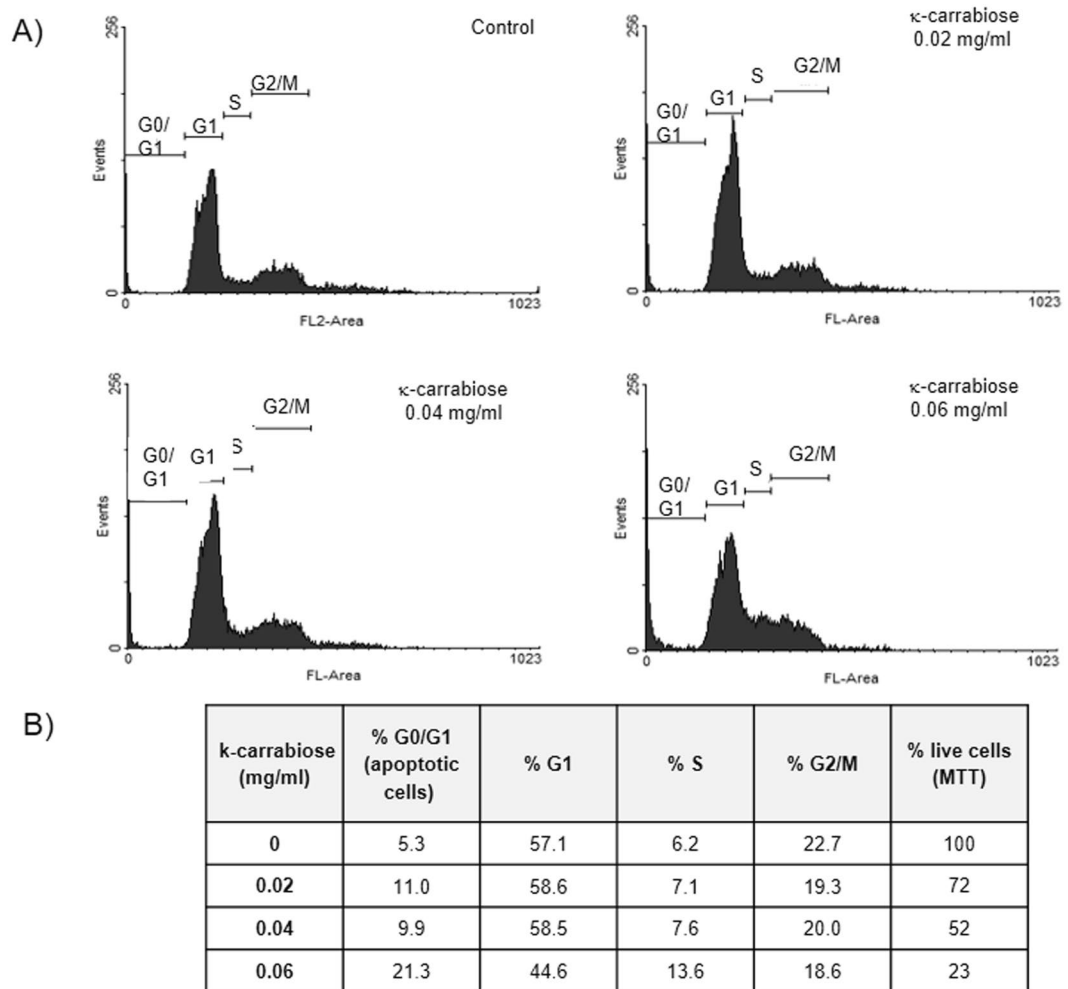 A)
Control
256
Events
0
G0/
G1
G1
S
G2/M
0
1023
FL2-Area
κ-carrabiose
0.02 mg/ml
256
Events
0
G0/
G1
G1
S
G2/M
0
1023
FL-Area
κ-carrabiose
0.04 mg/ml
256
Events
0
G0/
G1
G1
S
G2/M
0
1023
FL-Area
κ-carrabiose
0.06 mg/ml
256
Events
0
G0/
G1
G1
S
G2/M
0
1023
FL-Area
B)
k-carrabiose (mg/ml) % G0/G1 (apoptotic cells) % G1 % S % G2/M % live cells (MTT)
0 5.3 57.1 6.2 22.7 100
0.02 11.0 58.6 7.1 19.3 72
0.04 9.9 58.5 7.6 20.0 52
0.06 21.3 44.6 13.6 18.6 23